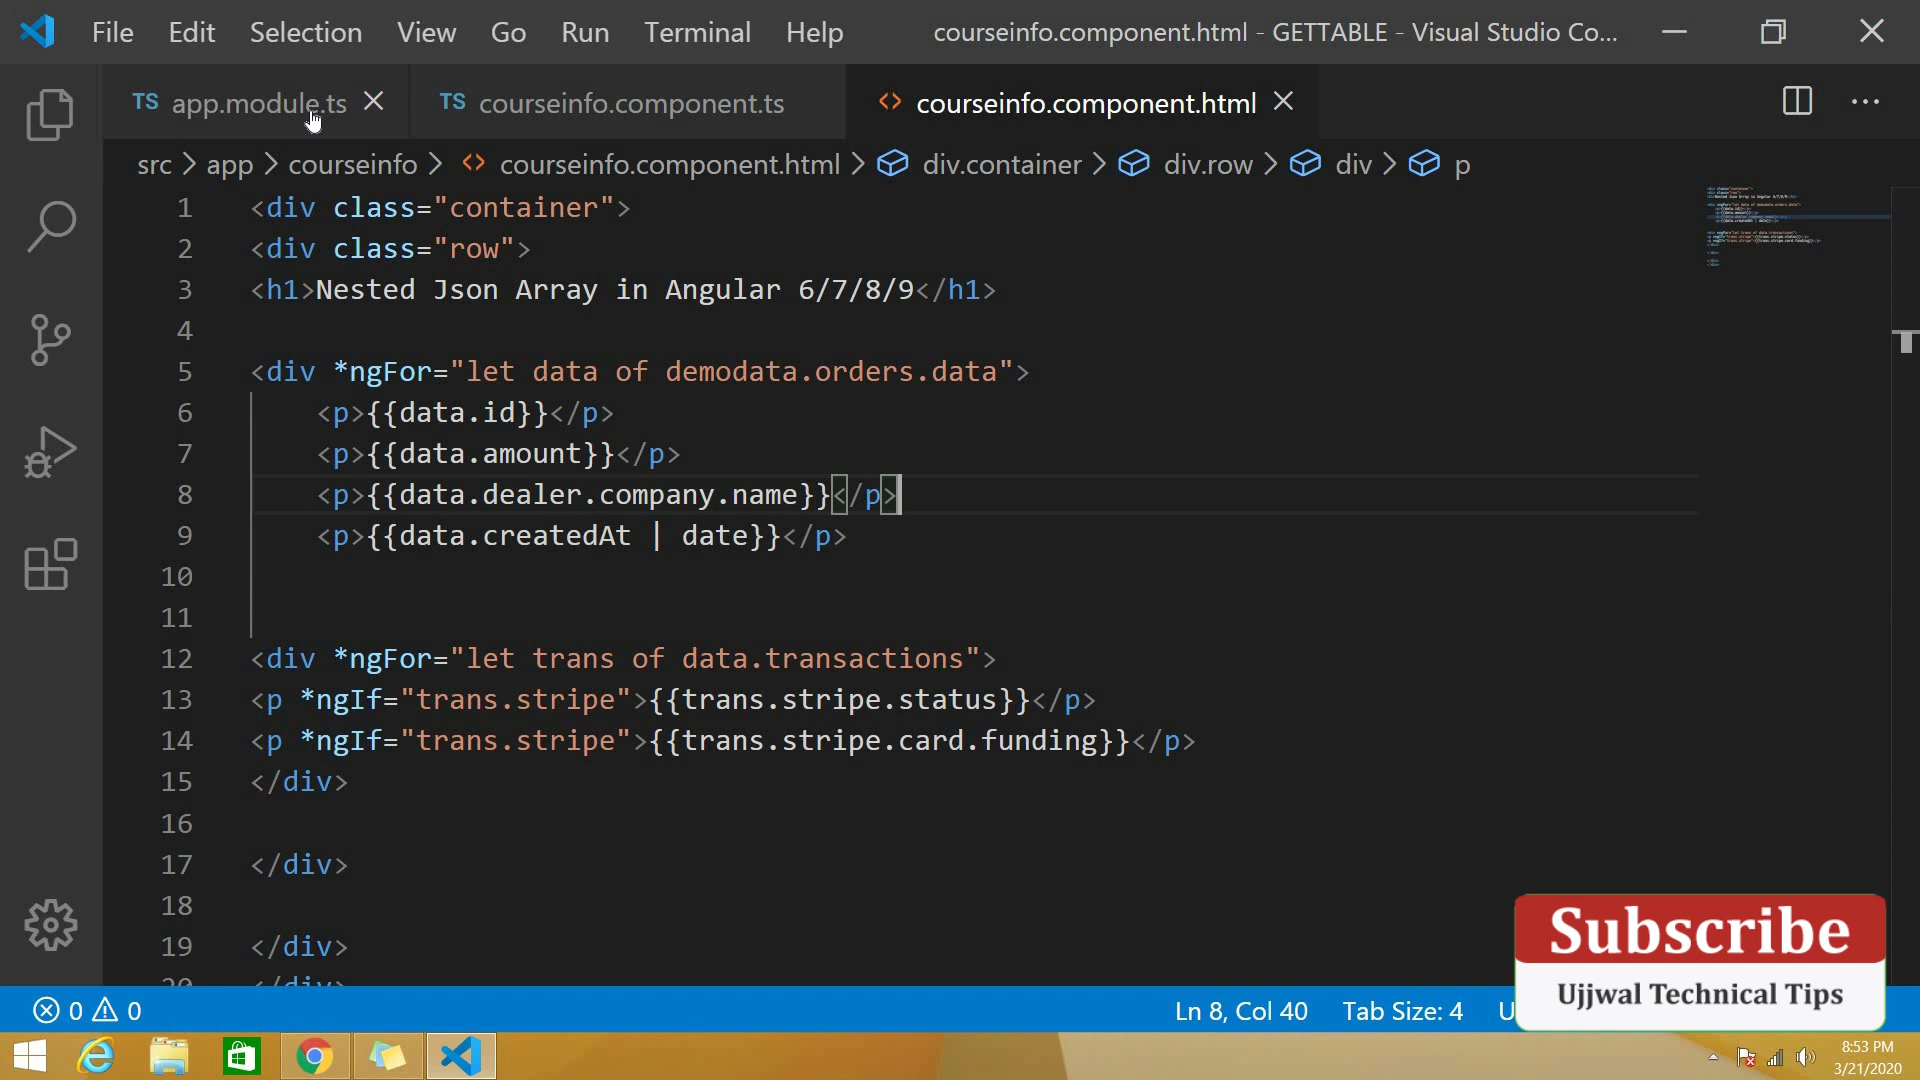 File Edit Selection View Go Run Terminal Help courseinfo.component.html - GETTABLE - Visual Studio Co...
TS app.module.ts TS courseinfo.component.ts <> courseinfo.component.html ...
src > app > courseinfo > <> courseinfo.component.html > div.container > div.row > div > p
1 <div class="container">
2 <div class="row">
3 <h1>Nested Json Array in Angular 6/7/8/9</h1>
4
5 <div *ngFor="let data of demodata.orders.data">
6 <p>{{data.id}}</p>
7 <p>{{data.amount}}</p>
8 <p>{{data.dealer.company.name}}</p>
9 <p>{{data.createdAt | date}}</p>
10
11
12 <div *ngFor="let trans of data.transactions">
13 <p *ngIf="trans.stripe">{{trans.stripe.status}}</p>
14 <p *ngIf="trans.stripe">{{trans.stripe.card.funding}}</p>
15 </div>
16
17 </div>
18
19 </div>
20 </div>
Subscribe
Ujjwal Technical Tips
0 0 Ln 8, Col 40 Tab Size: 4
8:53 PM
3/21/2020